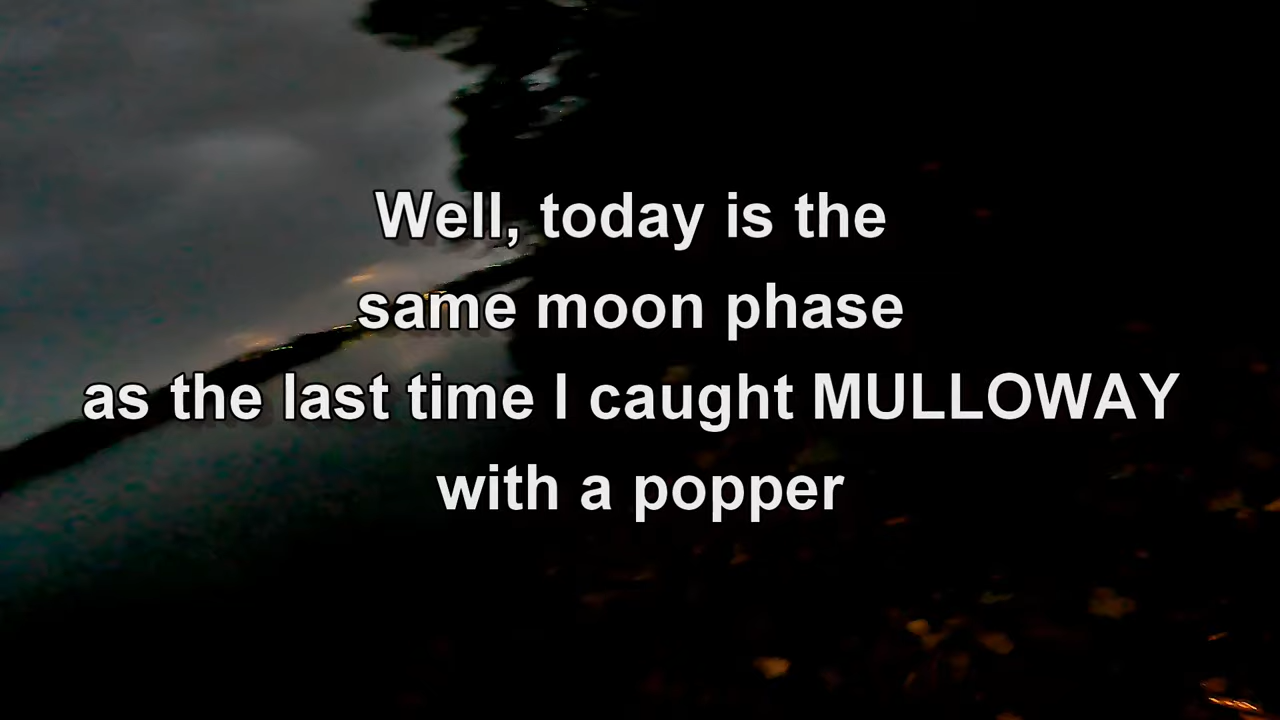 Well, today is the
same moon phase
as the last time I caught MULLOWAY
with a popper